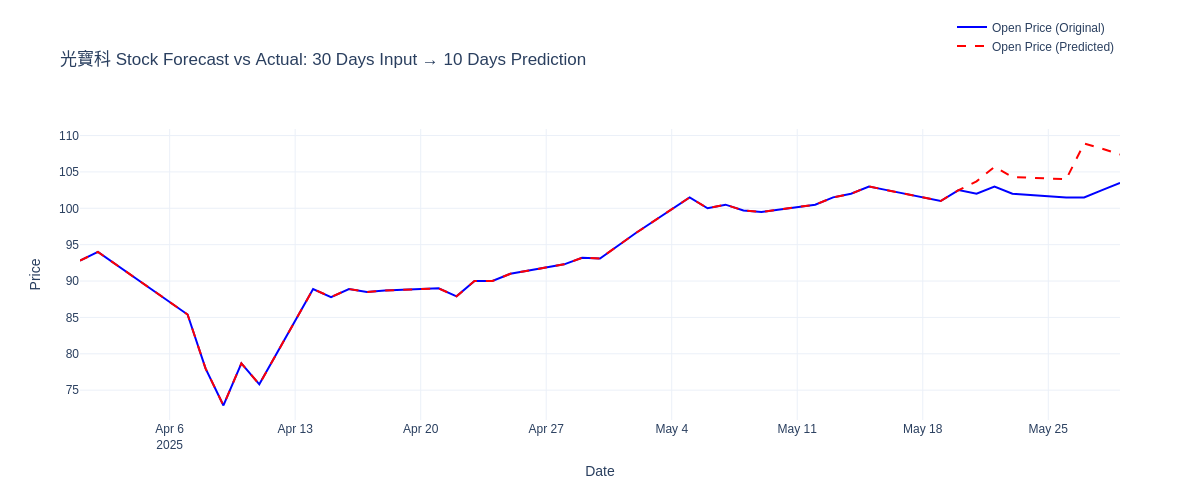 Open Price (Original)
Open Price (Predicted)
光寶科 Stock Forecast vs Actual: 30 Days Input → 10 Days Prediction
110
105
100
95
90
85
80
75
Price
Apr 6
2025
Apr 13
Apr 20
Apr 27
May 4
May 11
May 18
May 25
Date